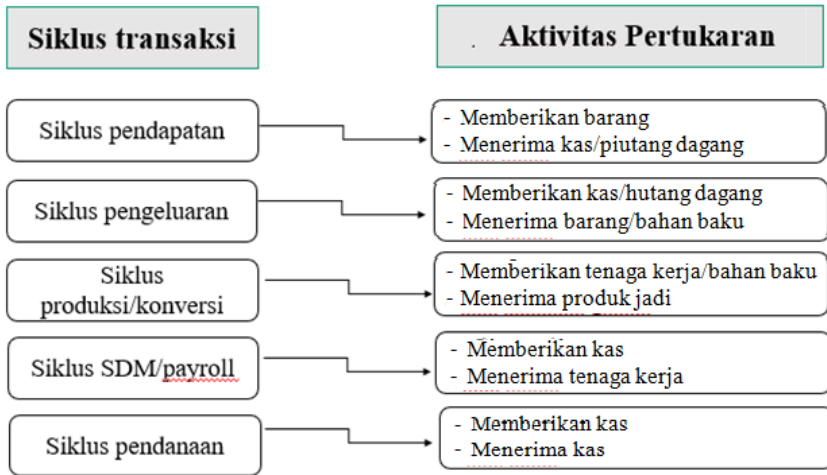 Siklus transaksi
. Aktivitas Pertukaran
Siklus pendapatan
- Memberikan barang
- Menerima kas/piutang dagang
Siklus pengeluaran
- Memberikan kas/hutang dagang
- Menerima barang/bahan baku
Siklus
produksi/konversi
- Memberikan tenaga kerja/bahan baku
- Menerima produk jadi
Siklus SDM/payroll
- Memberikan kas
- Menerima tenaga kerja
Siklus pendanaan
- Memberikan kas
- Menerima kas